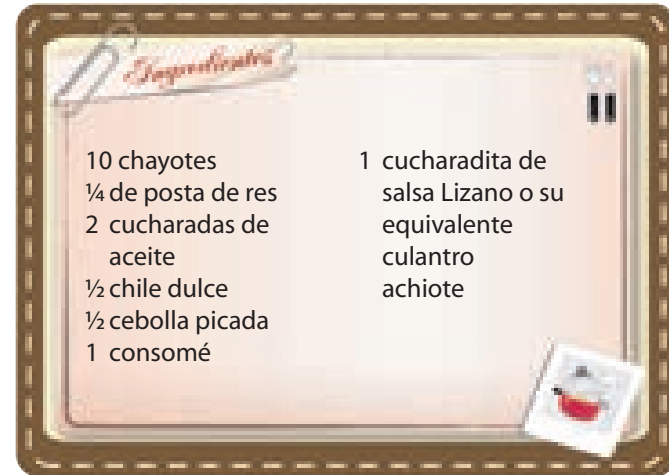 Ingredientes
10 chayotes
¼ de posta de res
2 cucharadas de
aceite
½ chile dulce
½ cebolla picada
1 consomé
1 cucharadita de
salsa Lizano o su
equivalente
culantro
achiote